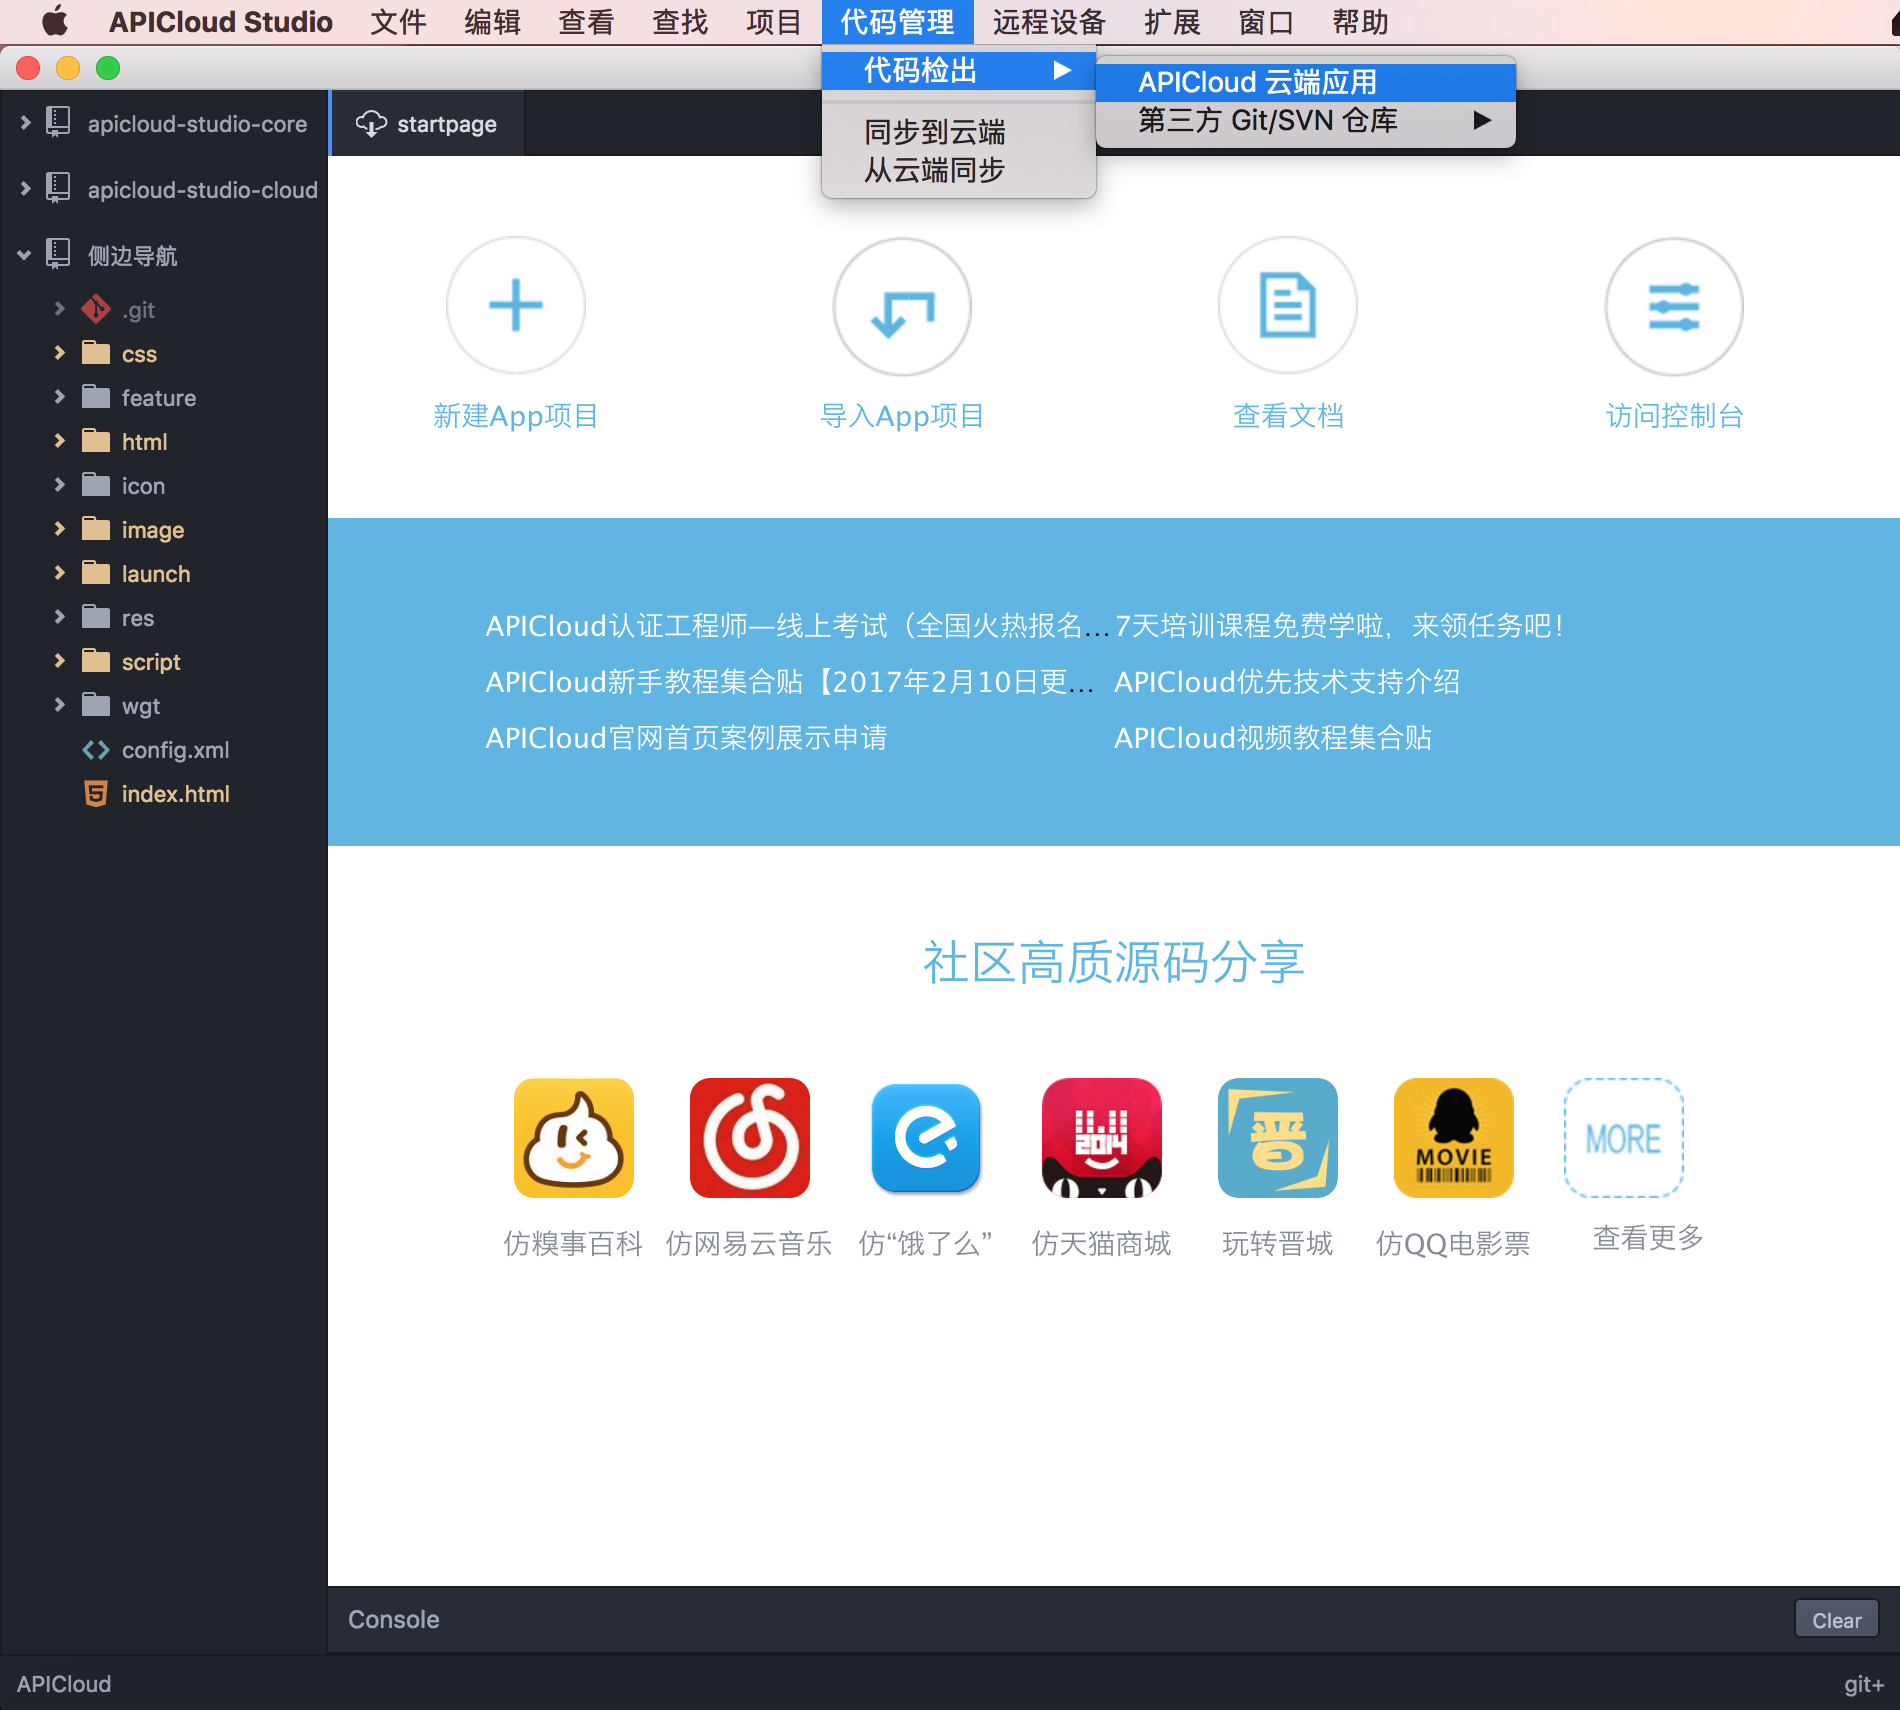 APICloud Studio 文件 编辑 查看 查找 项目 代码管理 远程设备 扩展 窗口 帮助
代码检出
同步到云端
从云端同步
APICloud 云端应用
第三方 Git/SVN 仓库
apicloud-studio-core
apicloud-studio-cloud
侧边导航
.git
css
feature
html
icon
image
launch
res
script
wgt
config.xml
index.html
startpage
新建App项目
导入App项目
查看文档
访问控制台
APICloud认证工程师—线上考试（全国火热报名...
7天培训课程免费学啦，来领任务吧！
APICloud新手教程集合贴【2017年2月10日更...
APICloud优先技术支持介绍
APICloud官网首页案例展示申请
APICloud视频教程集合贴
社区高质源码分享
2014
晋
MOVIE
MORE
仿糗事百科
仿网易云音乐
仿“饿了么”
仿天猫商城
玩转晋城
仿QQ电影票
查看更多
Console
Clear
APICloud
git+